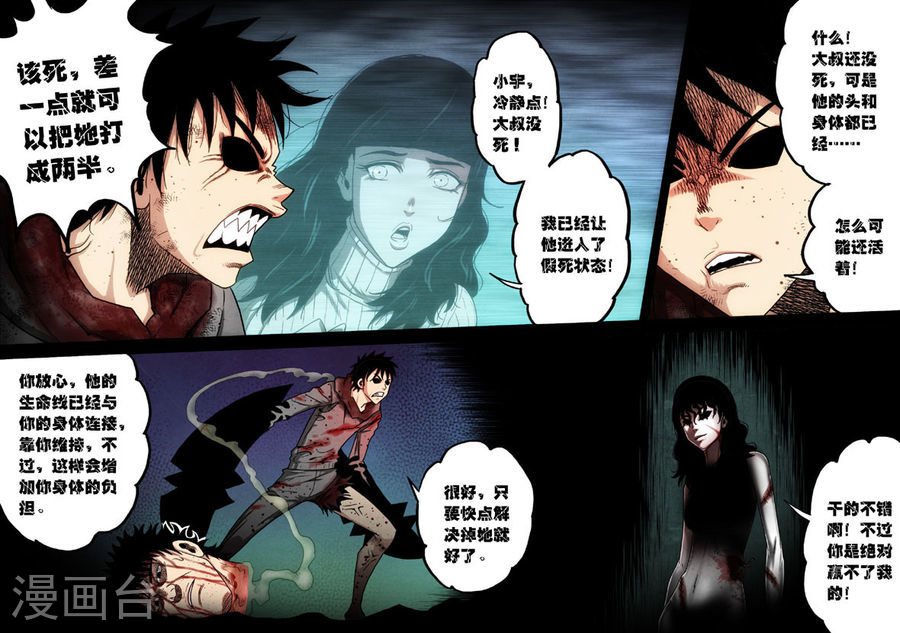 该死，差
一点就可
以把她打
成两半。
小宇，
冷静点！
大叔没
死！
我已经让
他进入了
假死状态！
什么！
大叔还没
死，可是
他的头和
身体都已
经……
怎么可
能还活
着！
你放心，他的
生命线已经与
你的身体连接，
靠你维持，不
过，这样会增
加你身体的负
担。
很好，只
要快点解
决掉她就
好了。
干的不错
啊！不过
你是绝对
赢不了我
的！
漫画台